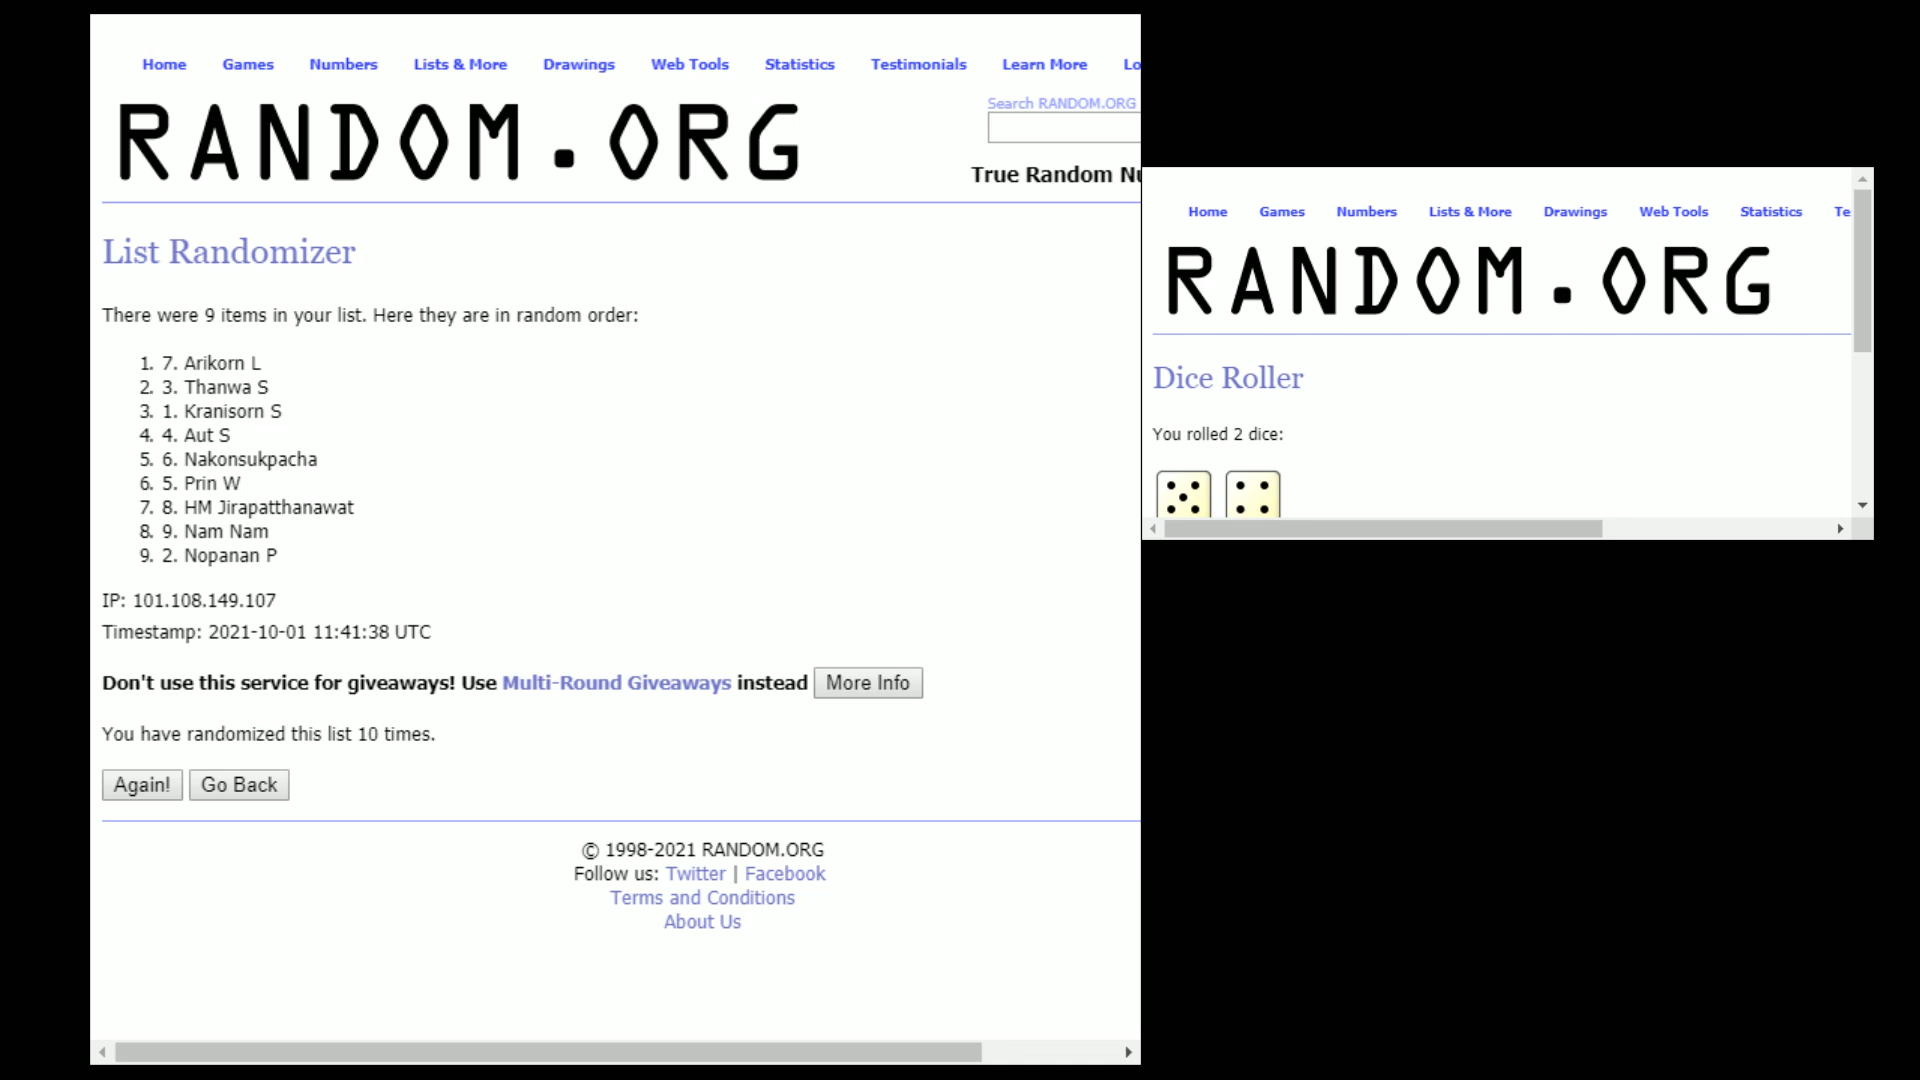 Home Games Numbers Lists & More Drawings Web Tools Statistics Testimonials Learn More Lo
RANDOM.ORG
Search RANDOM.ORG
True Random Nu
List Randomizer
There were 9 items in your list. Here they are in random order:
1. 7. Arikorn L
2. 3. Thanwa S
3. 1. Kranisorn S
4. 4. Aut S
5. 6. Nakonsukpacha
6. 5. Prin W
7. 8. HM Jirapatthanawat
8. 9. Nam Nam
9. 2. Nopanan P
IP: 101.108.149.107
Timestamp: 2021-10-01 11:41:38 UTC
Don't use this service for giveaways! Use Multi-Round Giveaways instead More Info
You have randomized this list 10 times.
Again! Go Back
© 1998-2021 RANDOM.ORG
Follow us: Twitter | Facebook
Terms and Conditions
About Us
Home Games Numbers Lists & More Drawings Web Tools Statistics Te
RANDOM.ORG
Dice Roller
You rolled 2 dice: